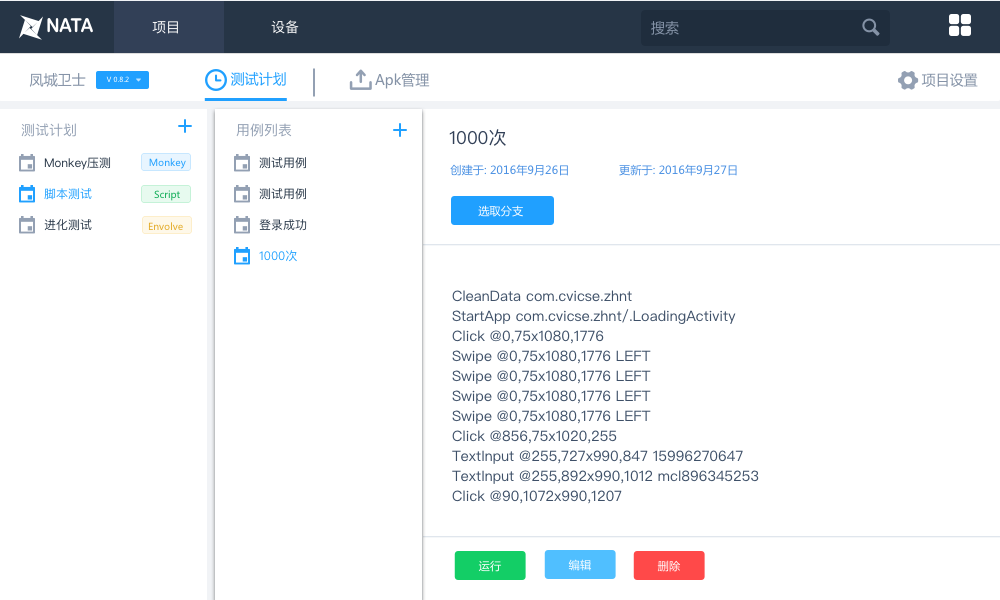 NATA
项目
设备
搜索
凤城卫士
V 0.8.2
测试计划
Apk管理
项目设置
测试计划
Monkey压测
Monkey
脚本测试
Script
进化测试
Envolve
用例列表
测试用例
测试用例
登录成功
1000次
1000次
创建于: 2016年9月26日
更新于: 2016年9月27日
选取分支
CleanData com.cvicse.zhnt
StartApp com.cvicse.zhnt/.LoadingActivity
Click @0,75x1080,1776
Swipe @0,75x1080,1776 LEFT
Swipe @0,75x1080,1776 LEFT
Swipe @0,75x1080,1776 LEFT
Swipe @0,75x1080,1776 LEFT
Click @856,75x1020,255
TextInput @255,727x990,847 15996270647
TextInput @255,892x990,1012 mcl896345253
Click @90,1072x990,1207
运行
编辑
删除